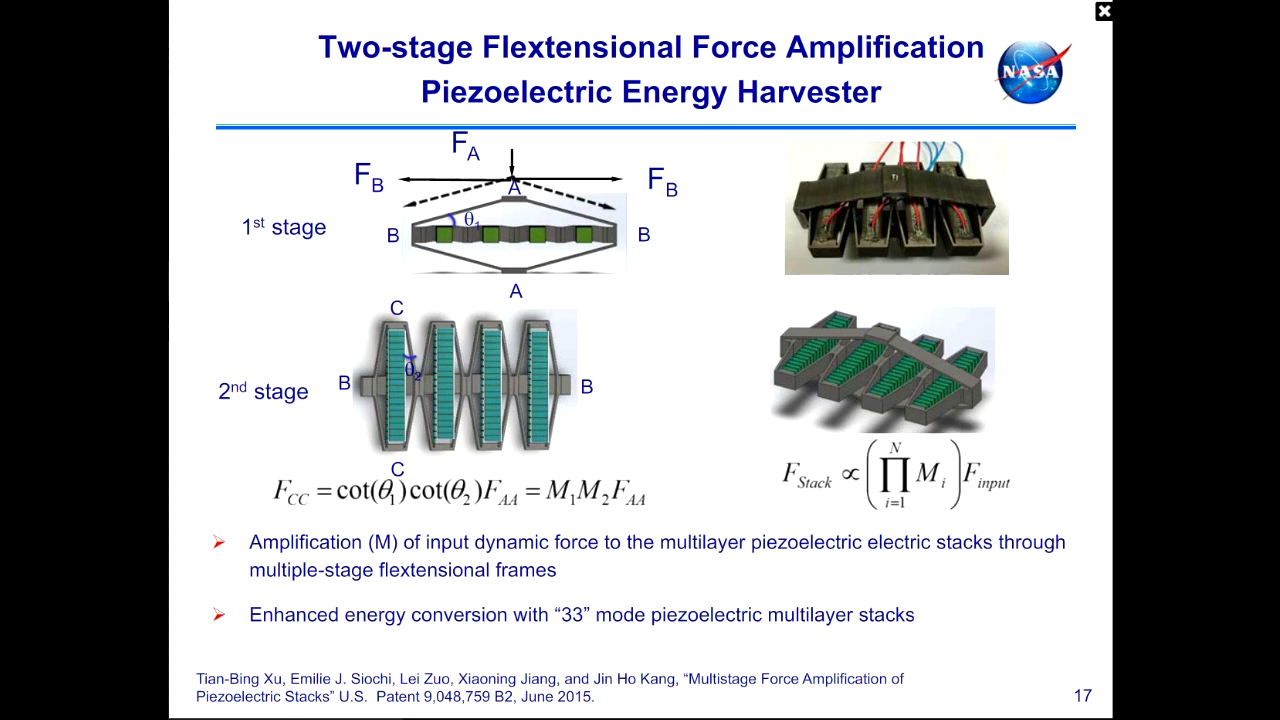 Two-stage Flextensional Force Amplification
Piezoelectric Energy Harvester
NASA
F_A
F_B
F_B
A
θ₁
1st stage
B
B
A
C
θ₂
B
B
2nd stage
C
F_CC = cot(θ₁)cot(θ₂)F_AA = M₁M₂F_AA
F_Stack ∝ (∏_{i=1}^{N} M_i) F_input
➢ Amplification (M) of input dynamic force to the multilayer piezoelectric electric stacks through
multiple-stage flextensional frames
➢ Enhanced energy conversion with “33” mode piezoelectric multilayer stacks
Tian-Bing Xu, Emilie J. Siochi, Lei Zuo, Xiaoning Jiang, and Jin Ho Kang, “Multistage Force Amplification of
Piezoelectric Stacks” U.S. Patent 9,048,759 B2, June 2015.
17